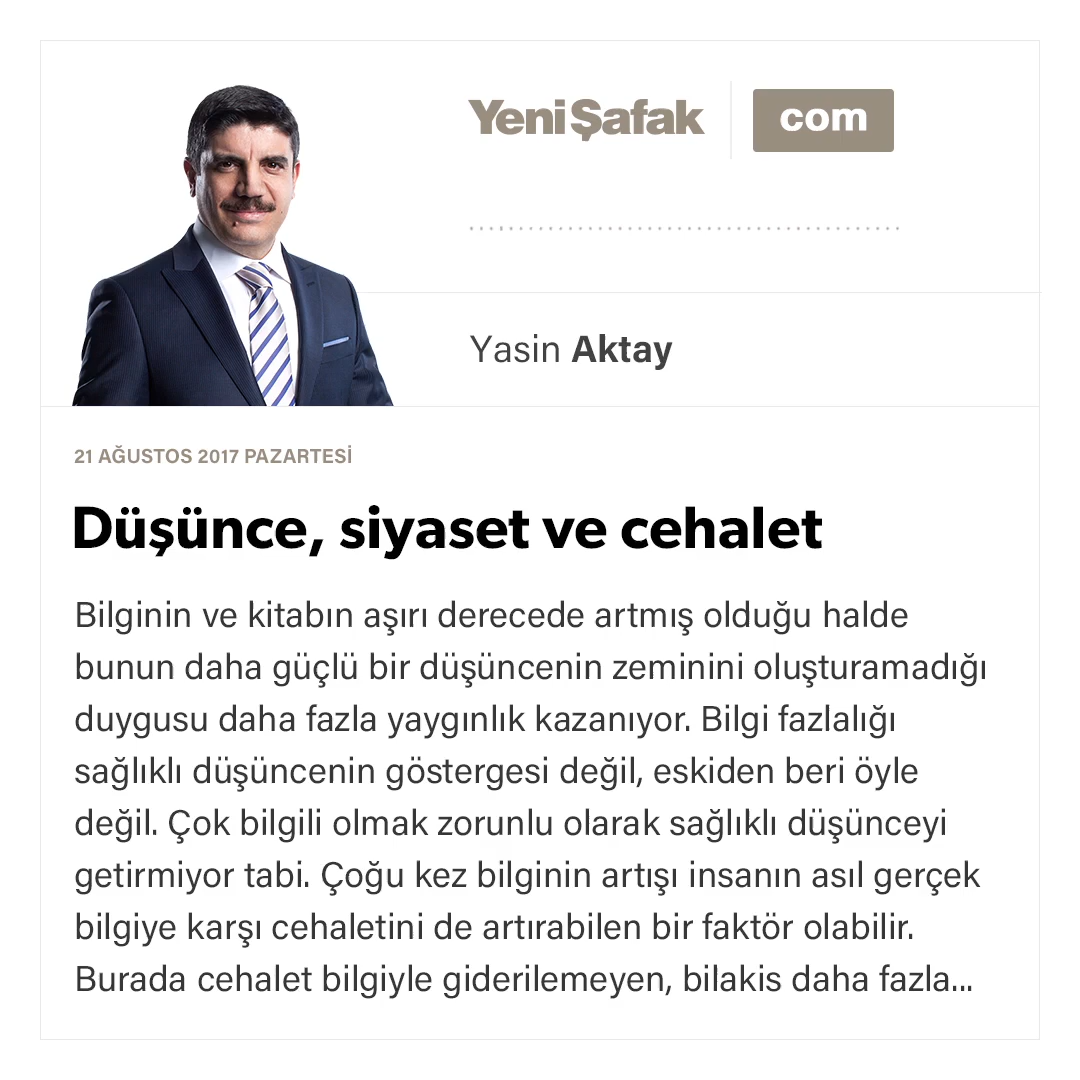 YeniŞafak com
Yasin Aktay
21 AĞUSTOS 2017 PAZARTESİ
Düşünce, siyaset ve cehalet
Bilginin ve kitabın aşırı derecede artmış olduğu halde
bunun daha güçlü bir düşüncenin zeminini oluşturamadığı
duygusu daha fazla yaygınlık kazanıyor. Bilgi fazlalığı
sağlıklı düşüncenin göstergesi değil, eskiden beri öyle
değil. Çok bilgili olmak zorunlu olarak sağlıklı düşünceyi
getirmiyor tabi. Çoğu kez bilginin artışı insanın asıl gerçek
bilgiye karşı cehaletini de artırabilen bir faktör olabilir.
Burada cehalet bilgiyle giderilemeyen, bilakis daha fazla...